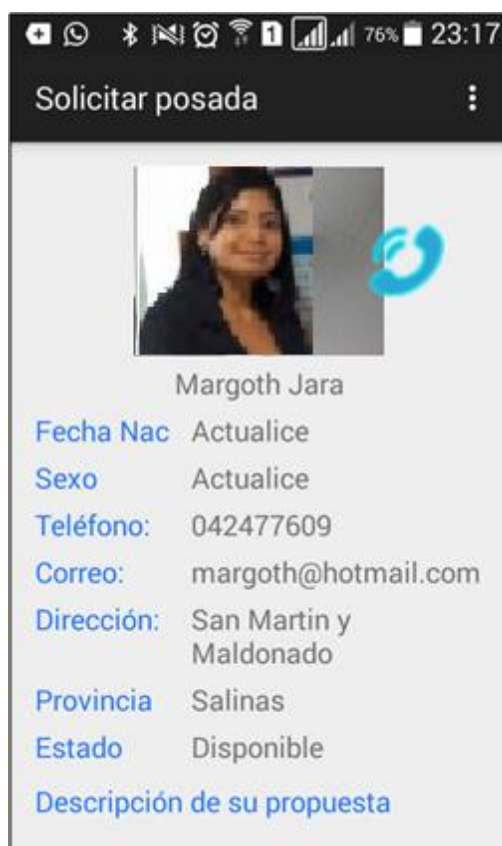 1 76% 23:17
Solicitar posada
Margoth Jara
Fecha Nac Actualice
Sexo Actualice
Teléfono: 042477609
Correo: margoth@hotmail.com
Dirección: San Martin y
Maldonado
Provincia Salinas
Estado Disponible
Descripción de su propuesta